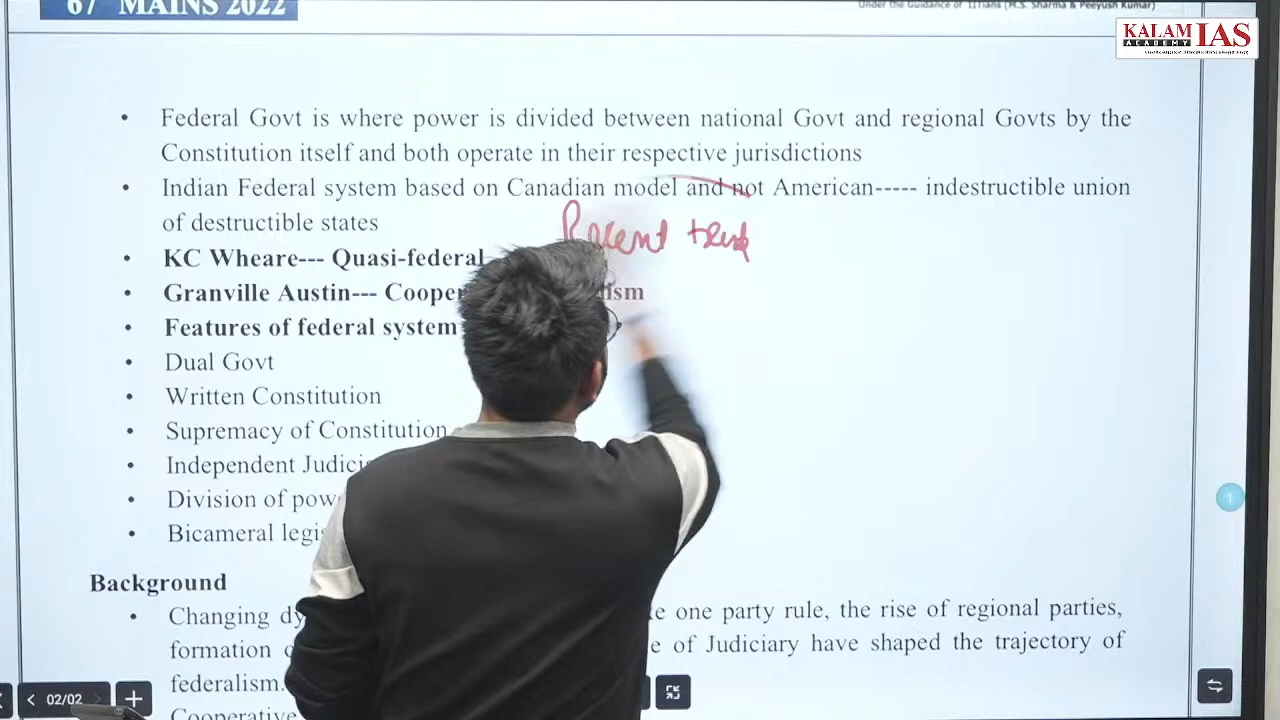 67 MAINS 2022
Under the Guidance of IITians (M.S. Sharma & Peeyush Kumar)
KALAM IAS
ACADEMY
• Federal Govt is where power is divided between national Govt and regional Govts by the
Constitution itself and both operate in their respective jurisdictions
• Indian Federal system based on Canadian model and not American----- indestructible union
of destructible states
Recent
• KC Wheare--- Quasi-federal
• Granville Austin--- Cooper ism
• Features of federal system
• Dual Govt
• Written Constitution
• Supremacy of Constitution
• Independent Judici
• Division of pow
• Bicameral legis
1
Background
• Changing dy one party rule, the rise of regional parties,
formation of Judiciary have shaped the trajectory of
federalism.
Cooperative
< 02/02 > +